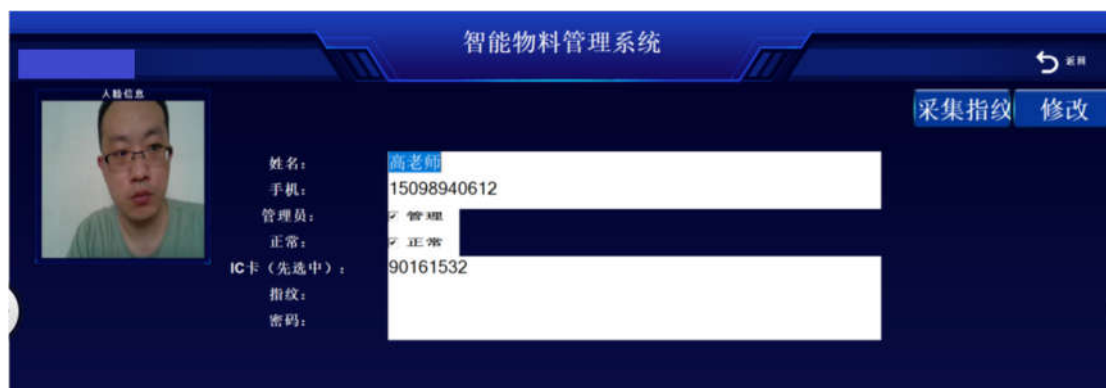 智能物料管理系统
返回
人脸信息
采集指纹 修改
姓名： 高老师
手机： 15098940612
管理员： 管理
正常： 正常
IC卡（先选中）： 90161532
指纹：
密码：